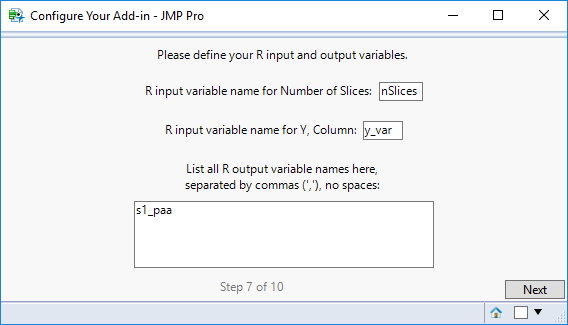 Configure Your Add-in - JMP Pro
Please define your R input and output variables.
R input variable name for Number of Slices: nSlices
R input variable name for Y, Column: y_var
List all R output variable names here,
separated by commas (','), no spaces:
s1_paa
Step 7 of 10
Next